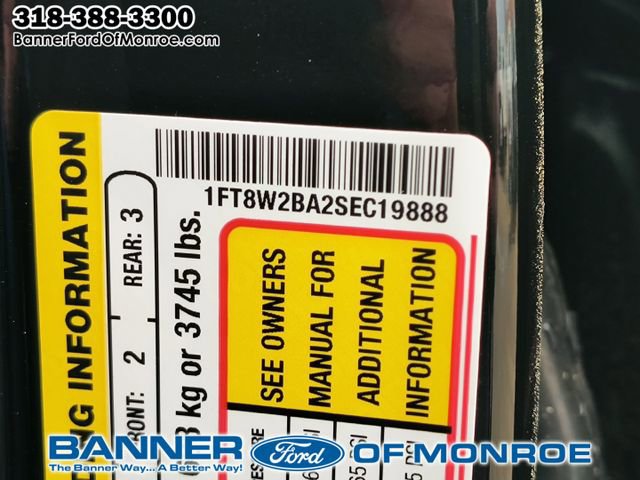 318-388-3300
BannerFordOfMonroe.com
1FT8W2BA2SEC19888
INFORMATION
REAR: 3
2
kg or 3745 lbs.
SEE OWNERS
MANUAL FOR
ADDITIONAL
INFORMATION
BANNER Ford OF MONROE
The Banner Way... A Better Way!